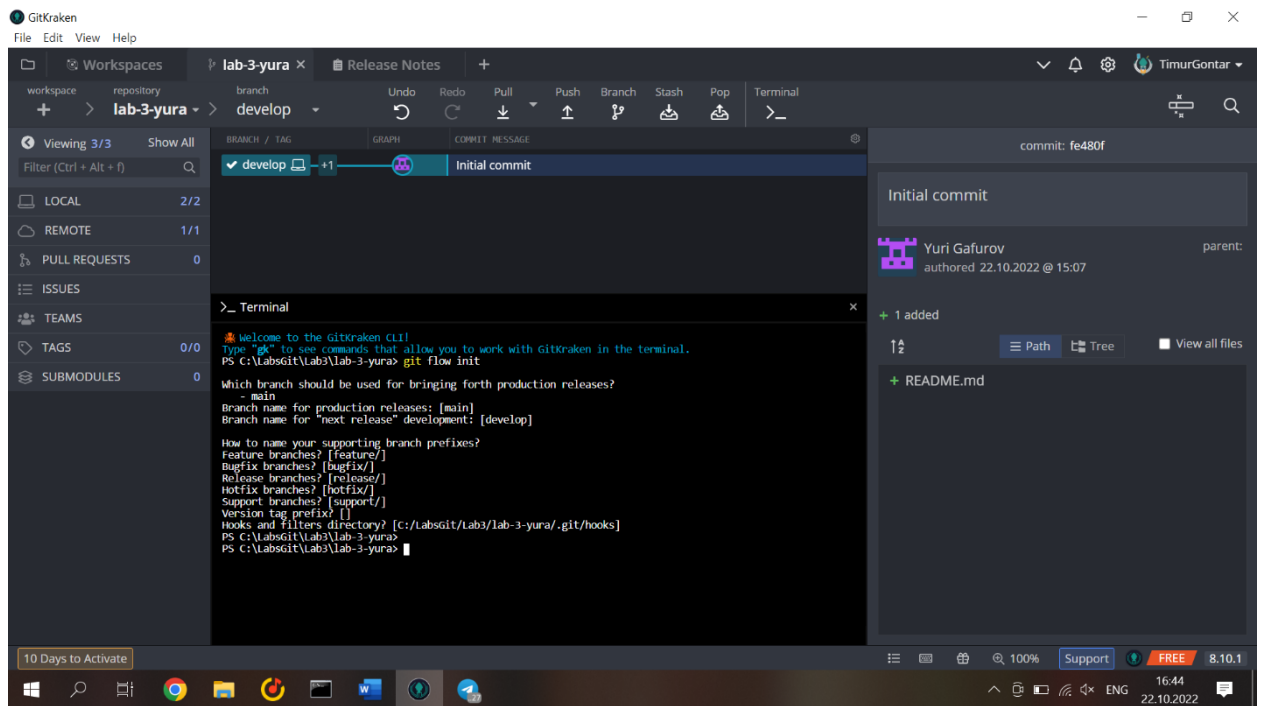 GitKraken
File Edit View Help
Workspaces lab-3-yura × Release Notes + TimurGontar
workspace repository branch Undo Redo Pull Push Branch Stash Pop Terminal
+ > lab-3-yura > develop
Viewing 3/3 Show All
Filter (Ctrl + Alt + f)
LOCAL 2/2
REMOTE 1/1
PULL REQUESTS 0
ISSUES
TEAMS
TAGS 0/0
SUBMODULES 0
BRANCH / TAG GRAPH COMMIT MESSAGE
develop +1 Initial commit
>_ Terminal ×
Welcome to the GitKraken CLI!
Type "gk" to see commands that allow you to work with GitKraken in the terminal.
PS C:\LabsGit\Lab3\lab-3-yura> git flow init
Which branch should be used for bringing forth production releases?
- main
Branch name for production releases: [main]
Branch name for "next release" development: [develop]
How to name your supporting branch prefixes?
Feature branches? [feature/]
Bugfix branches? [bugfix/]
Release branches? [release/]
Hotfix branches? [hotfix/]
Support branches? [support/]
Version tag prefix? []
Hooks and filters directory? [C:/LabsGit/Lab3/lab-3-yura/.git/hooks]
PS C:\LabsGit\Lab3\lab-3-yura>
PS C:\LabsGit\Lab3\lab-3-yura>
commit: fe480f
Initial commit
Yuri Gafurov parent:
authored 22.10.2022 @ 15:07
+ 1 added
Path Tree View all files
+ README.md
10 Days to Activate 100% Support FREE 8.10.1
27 ENG 16:44
22.10.2022